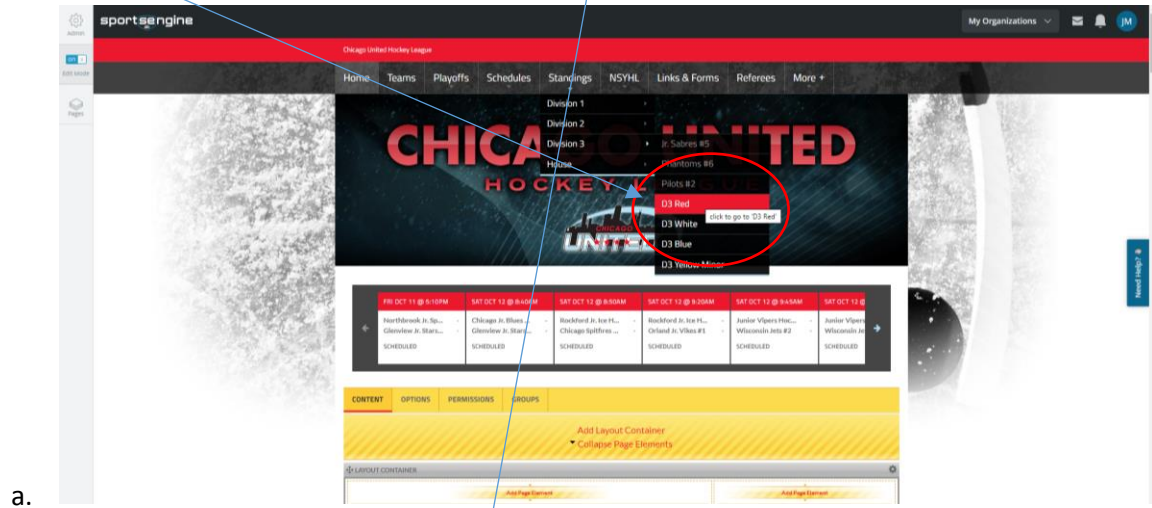 sportsengine
My Organizations
JM
Admin
Edit Mode
Pages
Chicago United Hockey League
Home Teams Playoffs Schedules Standings NSYHL Links & Forms Referees More +
Division 1
Division 2
Division 3
House
Jr. Sabres #5
Phantoms #6
Pilots #2
D3 Red
click to go to 'D3 Red'
D3 White
D3 Blue
D3 Yellow Minor
CHICA UNITED
HOCKEY LEAGUE
CHICAGO
UNITED
Need Help?
FRI OCT 11 @ 5:10PM
Northbrook Jr. Sp... -
Glenview Jr. Stars... -
SCHEDULED
SAT OCT 12 @ 8:40AM
Chicago Jr. Blues ... -
Glenview Jr. Stars... -
SCHEDULED
SAT OCT 12 @ 8:50AM
Rockford Jr. Ice H... -
Chicago Spitfires ... -
SCHEDULED
SAT OCT 12 @ 9:20AM
Rockford Jr. Ice H... -
Orland Jr. Vikes #1 -
SCHEDULED
SAT OCT 12 @ 9:45AM
Junior Vipers Hoc... -
Wisconsin Jets #2 -
SCHEDULED
SAT OCT 12 @
Junior Vipers
Wisconsin Je
SCHEDULED
CONTENT OPTIONS PERMISSIONS GROUPS
Add Layout Container
Collapse Page Elements
LAYOUT CONTAINER
Add Page Element
Add Page Element
a.